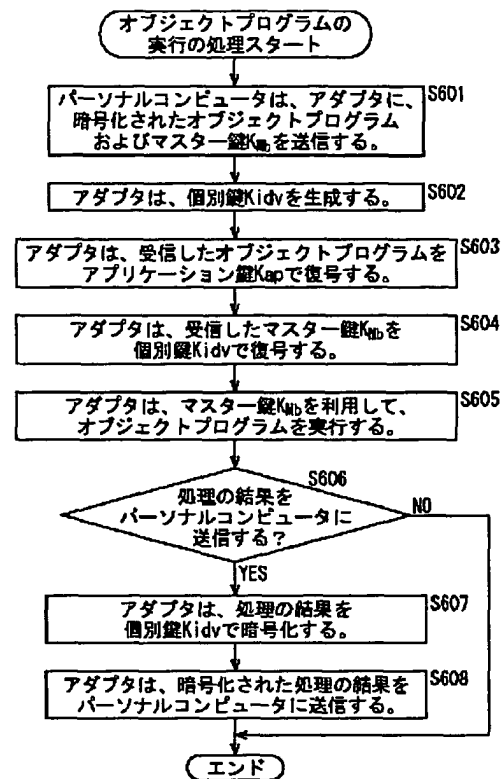 オブジェクトプログラムの
実行の処理スタート
S601
パーソナルコンピュータは、アダプタに、
暗号化されたオブジェクトプログラム
およびマスター鍵KMbを送信する。
S602
アダプタは、個別鍵Kidvを生成する。
S603
アダプタは、受信したオブジェクトプログラムを
アプリケーション鍵Kapで復号する。
S604
アダプタは、受信したマスター鍵KMbを
個別鍵Kidvで復号する。
S605
アダプタは、マスター鍵KMbを利用して、
オブジェクトプログラムを実行する。
S606
処理の結果を
パーソナルコンピュータに
送信する?
NO
YES
S607
アダプタは、処理の結果を
個別鍵Kidvで暗号化する。
S608
アダプタは、暗号化された処理の結果を
パーソナルコンピュータに送信する。
エンド